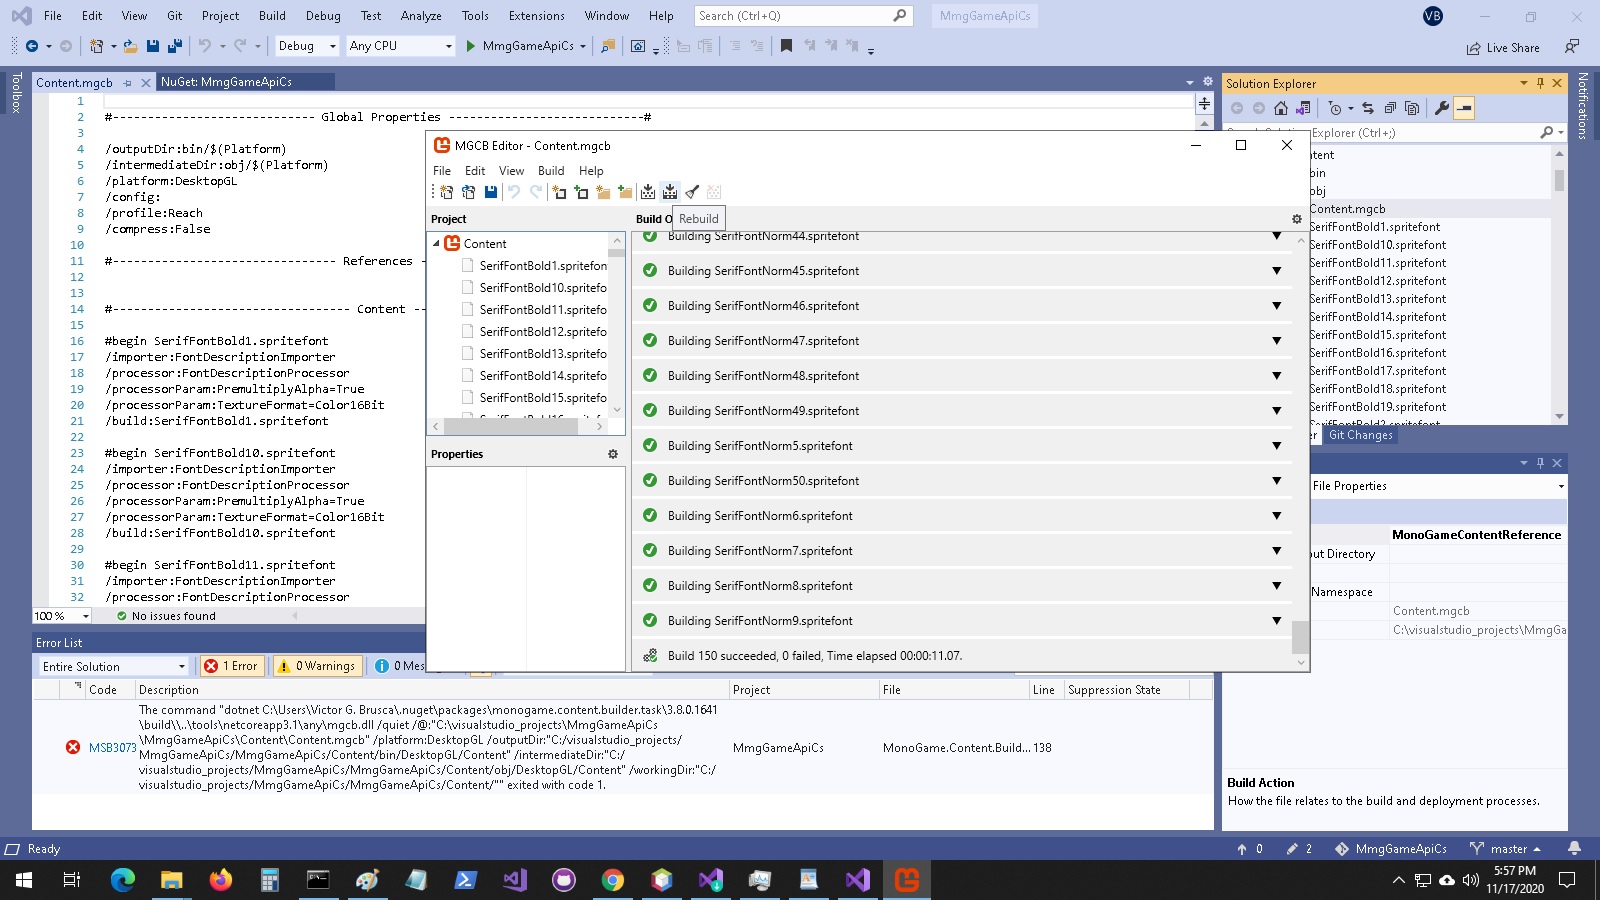 File Edit View Git Project Build Debug Test Analyze Tools Extensions Window Help Search (Ctrl+Q) MmgGameApiCs VB
Debug Any CPU MmgGameApiCs Live Share
Toolbox
Content.mgcb NuGet: MmgGameApiCs
1
2 #----------------------------- Global Properties ----------------------------#
3
4 /outputDir:bin/$(Platform)
5 /intermediateDir:obj/$(Platform)
6 /platform:DesktopGL
7 /config:
8 /profile:Reach
9 /compress:False
10
11 #-------------------------------- References -
12
13
14 #---------------------------------- Content --
15
16 #begin SerifFontBold1.spritefont
17 /importer:FontDescriptionImporter
18 /processor:FontDescriptionProcessor
19 /processorParam:PremultiplyAlpha=True
20 /processorParam:TextureFormat=Color16Bit
21 /build:SerifFontBold1.spritefont
22
23 #begin SerifFontBold10.spritefont
24 /importer:FontDescriptionImporter
25 /processor:FontDescriptionProcessor
26 /processorParam:PremultiplyAlpha=True
27 /processorParam:TextureFormat=Color16Bit
28 /build:SerifFontBold10.spritefont
29
30 #begin SerifFontBold11.spritefont
31 /importer:FontDescriptionImporter
32 /processor:FontDescriptionProcessor
100 % No issues found
MGCB Editor - Content.mgcb
File Edit View Build Help
Project
Content
SerifFontBold1.spritefon
SerifFontBold10.spritefo
SerifFontBold11.spritefo
SerifFontBold12.spritefo
SerifFontBold13.spritefo
SerifFontBold14.spritefo
SerifFontBold15.spritefo
Properties
Build O
Rebuild
Building SerifFontNorm44.spritefont
Building SerifFontNorm45.spritefont
Building SerifFontNorm46.spritefont
Building SerifFontNorm47.spritefont
Building SerifFontNorm48.spritefont
Building SerifFontNorm49.spritefont
Building SerifFontNorm5.spritefont
Building SerifFontNorm50.spritefont
Building SerifFontNorm6.spritefont
Building SerifFontNorm7.spritefont
Building SerifFontNorm8.spritefont
Building SerifFontNorm9.spritefont
Build 150 succeeded, 0 failed, Time elapsed 00:00:11.07.
Solution Explorer
Explorer (Ctrl+;)
ntent
bin
obj
Content.mgcb
SerifFontBold1.spritefont
SerifFontBold10.spritefont
SerifFontBold11.spritefont
SerifFontBold12.spritefont
SerifFontBold13.spritefont
SerifFontBold14.spritefont
SerifFontBold15.spritefont
SerifFontBold16.spritefont
SerifFontBold17.spritefont
SerifFontBold18.spritefont
SerifFontBold19.spritefont
SerifFontBold2.spritefont
er Git Changes
Notifications
File Properties
MonoGameContentReference
out Directory
Namespace
Content.mgcb
C:\visualstudio_projects\MmgGa
Build Action
How the file relates to the build and deployment processes.
Error List
Entire Solution 1 Error 0 Warnings 0 Mes
Code Description Project File Line Suppression State
MSB3073 The command "dotnet C:\Users\Victor G. Brusca\.nuget\packages\monogame.content.builder.task\3.8.0.1641
\build\\..\tools\netcoreapp3.1\any\mgcb.dll /quiet /@:"C:\visualstudio_projects\MmgGameApiCs
\MmgGameApiCs\Content\Content.mgcb" /platform:DesktopGL /outputDir:"C:/visualstudio_projects/
MmgGameApiCs/MmgGameApiCs/Content/bin/DesktopGL/Content" /intermediateDir:"C:/
visualstudio_projects/MmgGameApiCs/MmgGameApiCs/Content/obj/DesktopGL/Content" /workingDir:"C:/
visualstudio_projects/MmgGameApiCs/MmgGameApiCs/Content/"" exited with code 1.
MmgGameApiCs MonoGame.Content.Build... 138
Ready 0 2 MmgGameApiCs master
5:57 PM
11/17/2020